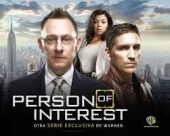 PERSON OF INTEREST
OTRA SERIE EXCLUSIVA DE WARNER.